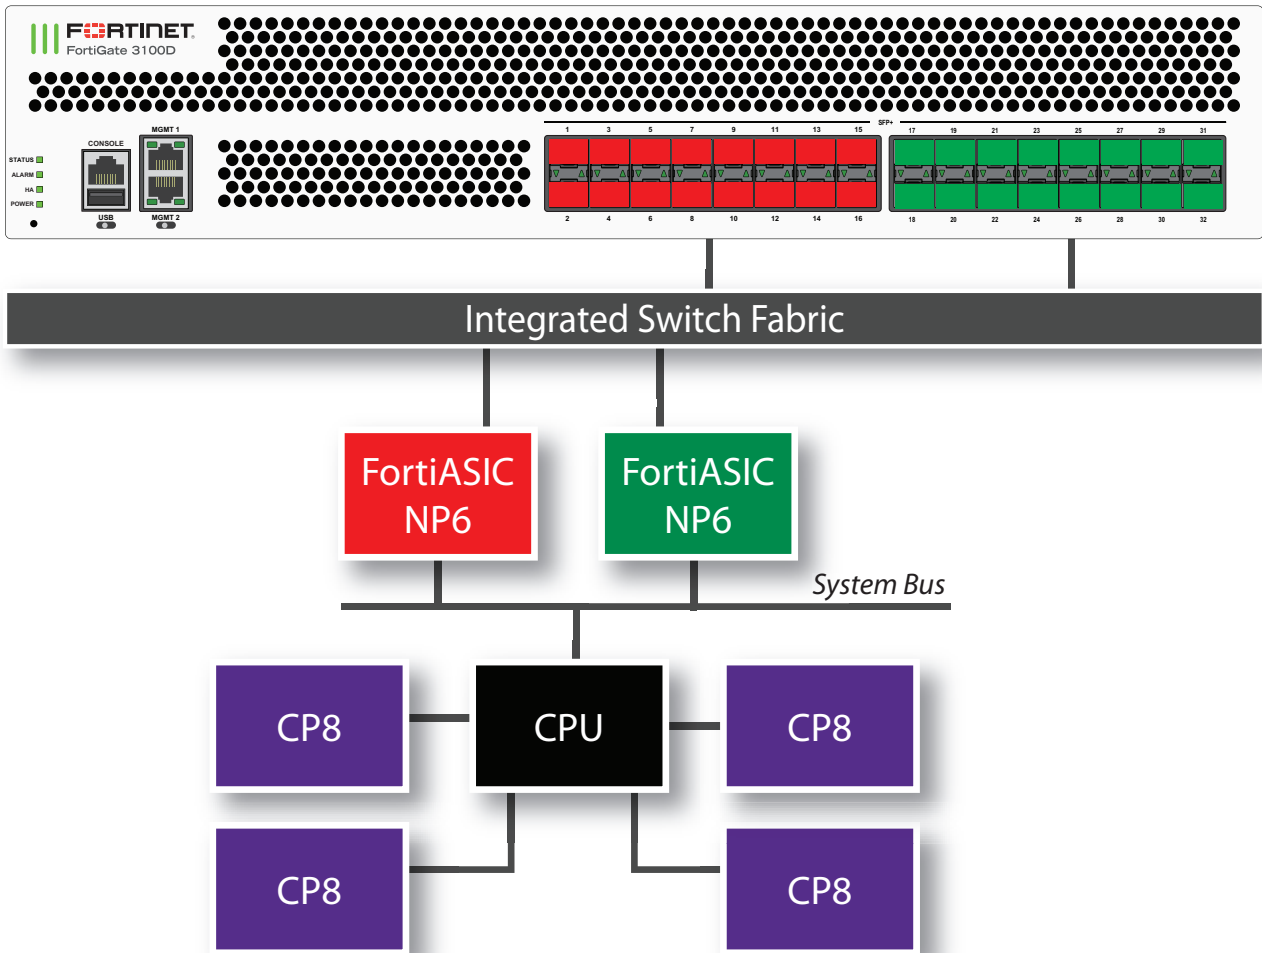 FORTINET
FortiGate 3100D
SFP+
1 3 5 7 9 11 13 15 17 19 21 23 25 27 29 31
MGMT 1
CONSOLE
STATUS
ALARM
HA
POWER
USB MGMT 2
2 4 6 8 10 12 14 16 18 20 22 24 26 28 30 32
Integrated Switch Fabric
FortiASIC
NP6
FortiASIC
NP6
System Bus
CP8
CPU
CP8
CP8
CP8